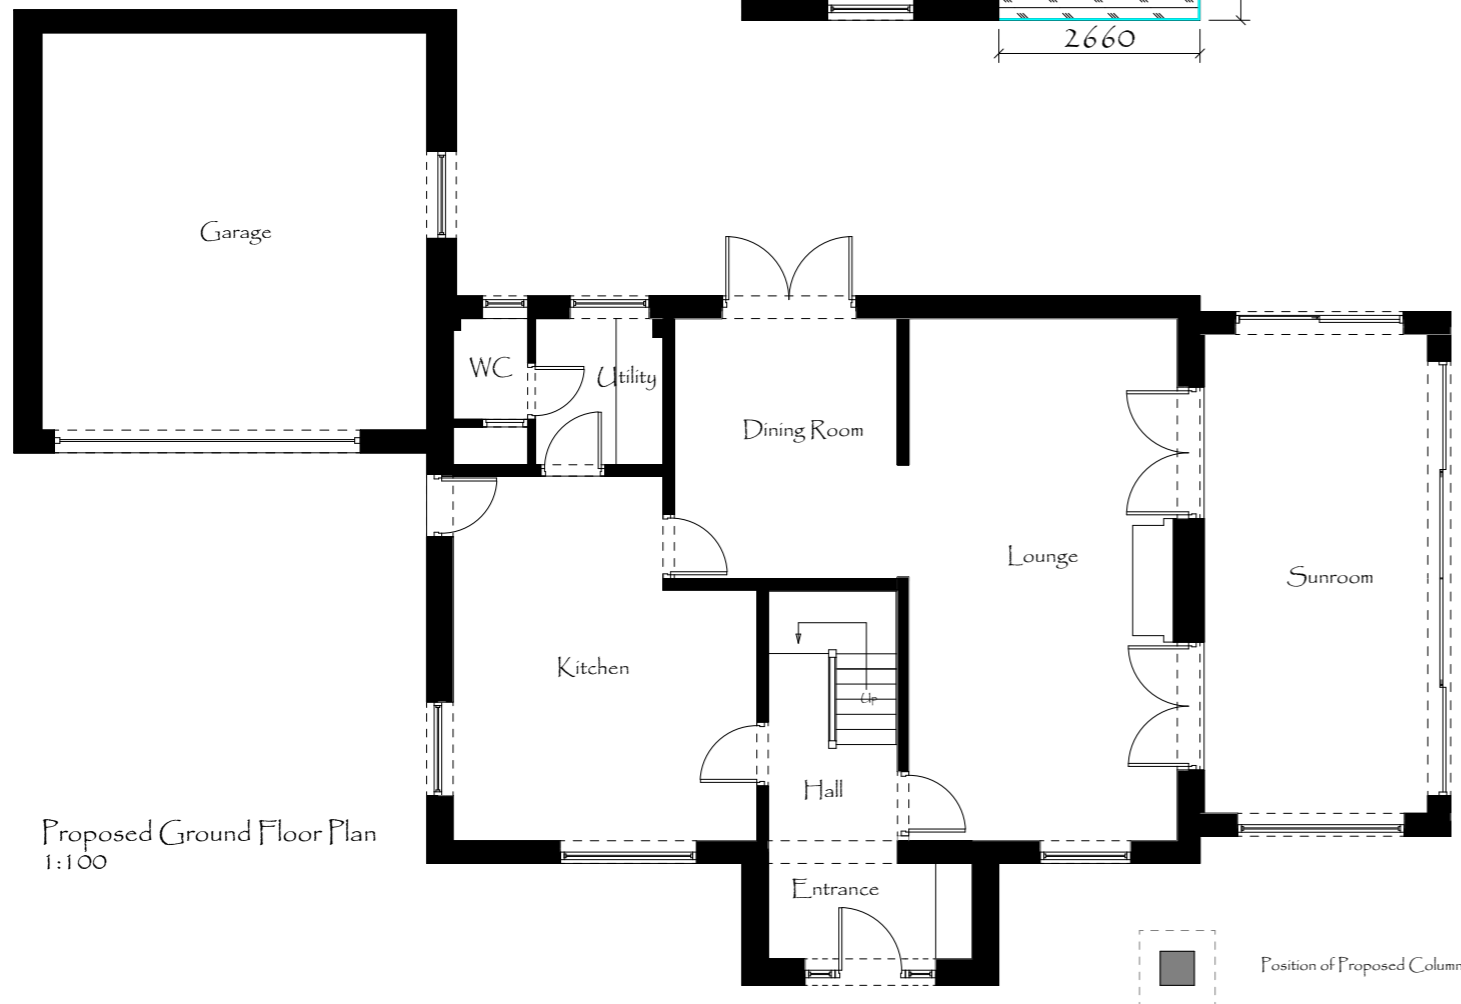 2660
Garage
WC
Utility
Dining Room
Lounge
Sunroom
Kitchen
Up
Hall
Proposed Ground Floor Plan
1:100
Entrance
Position of Proposed Column